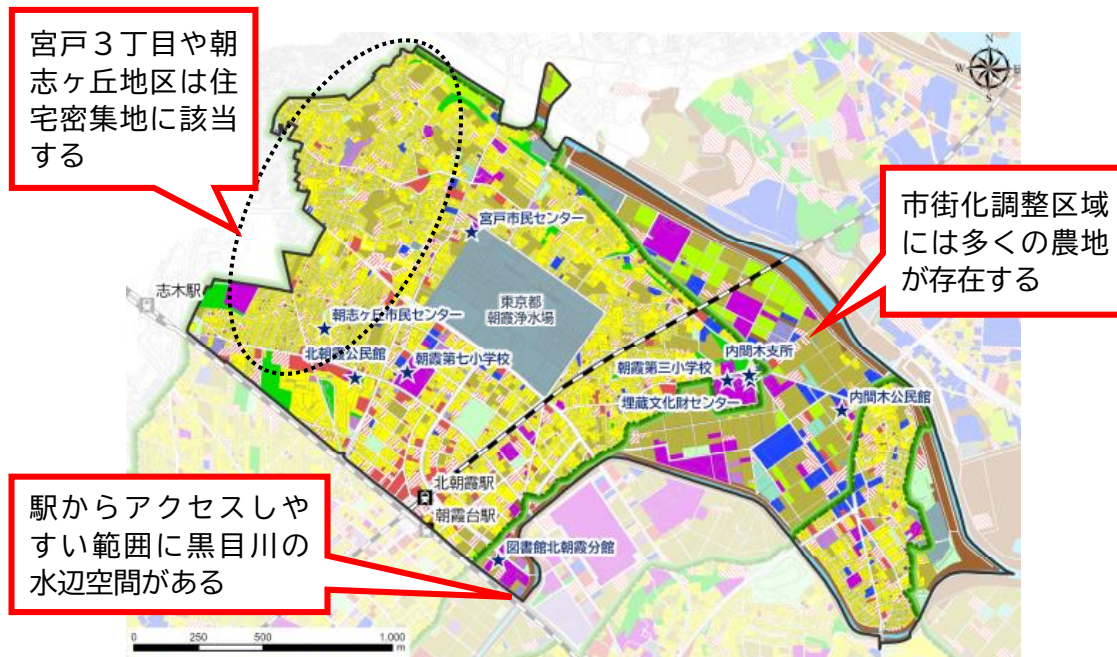 宮戸３丁目や朝
志ヶ丘地区は住
宅密集地に該当
する
N
W
E
S
市街化調整区域
には多くの農地
が存在する
宮戸市民センター
東京都
朝霞浄水場
志木駅
朝志ヶ丘市民センター
北朝霞公民館
朝霞第七小学校
内間木支所
朝霞第三小学校
埋蔵文化財センター
内間木公民館
北朝霞駅
朝霞台駅
図書館北朝霞分館
駅からアクセスしや
すい範囲に黒目川の
水辺空間がある
0 250 500 1,000
m